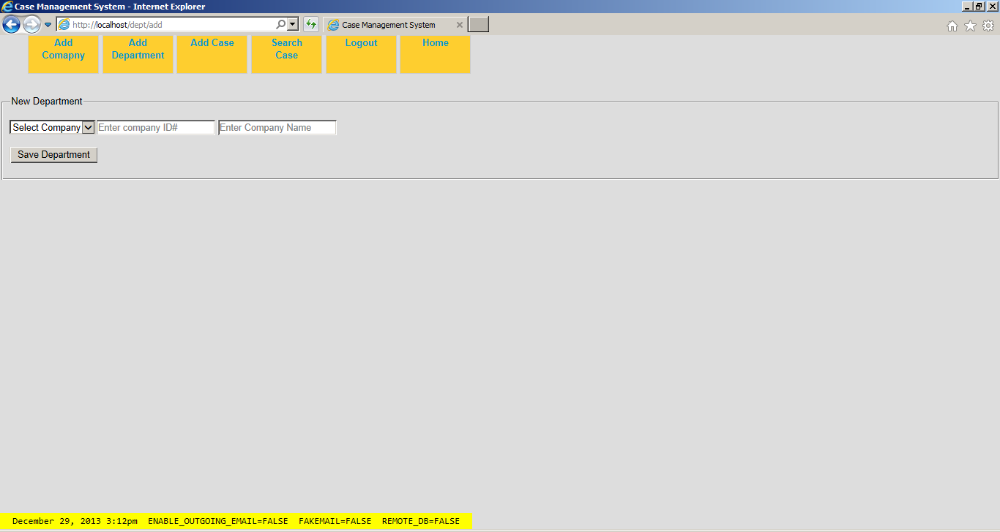 Case Management System - Internet Explorer
http://localhost/dept/add
Case Management System
Add Comapny
Add Department
Add Case
Search Case
Logout
Home
New Department
Select Company
Enter company ID#
Enter Company Name
Save Department
December 29, 2013 3:12pm ENABLE_OUTGOING_EMAIL=FALSE FAKEMAIL=FALSE REMOTE_DB=FALSE